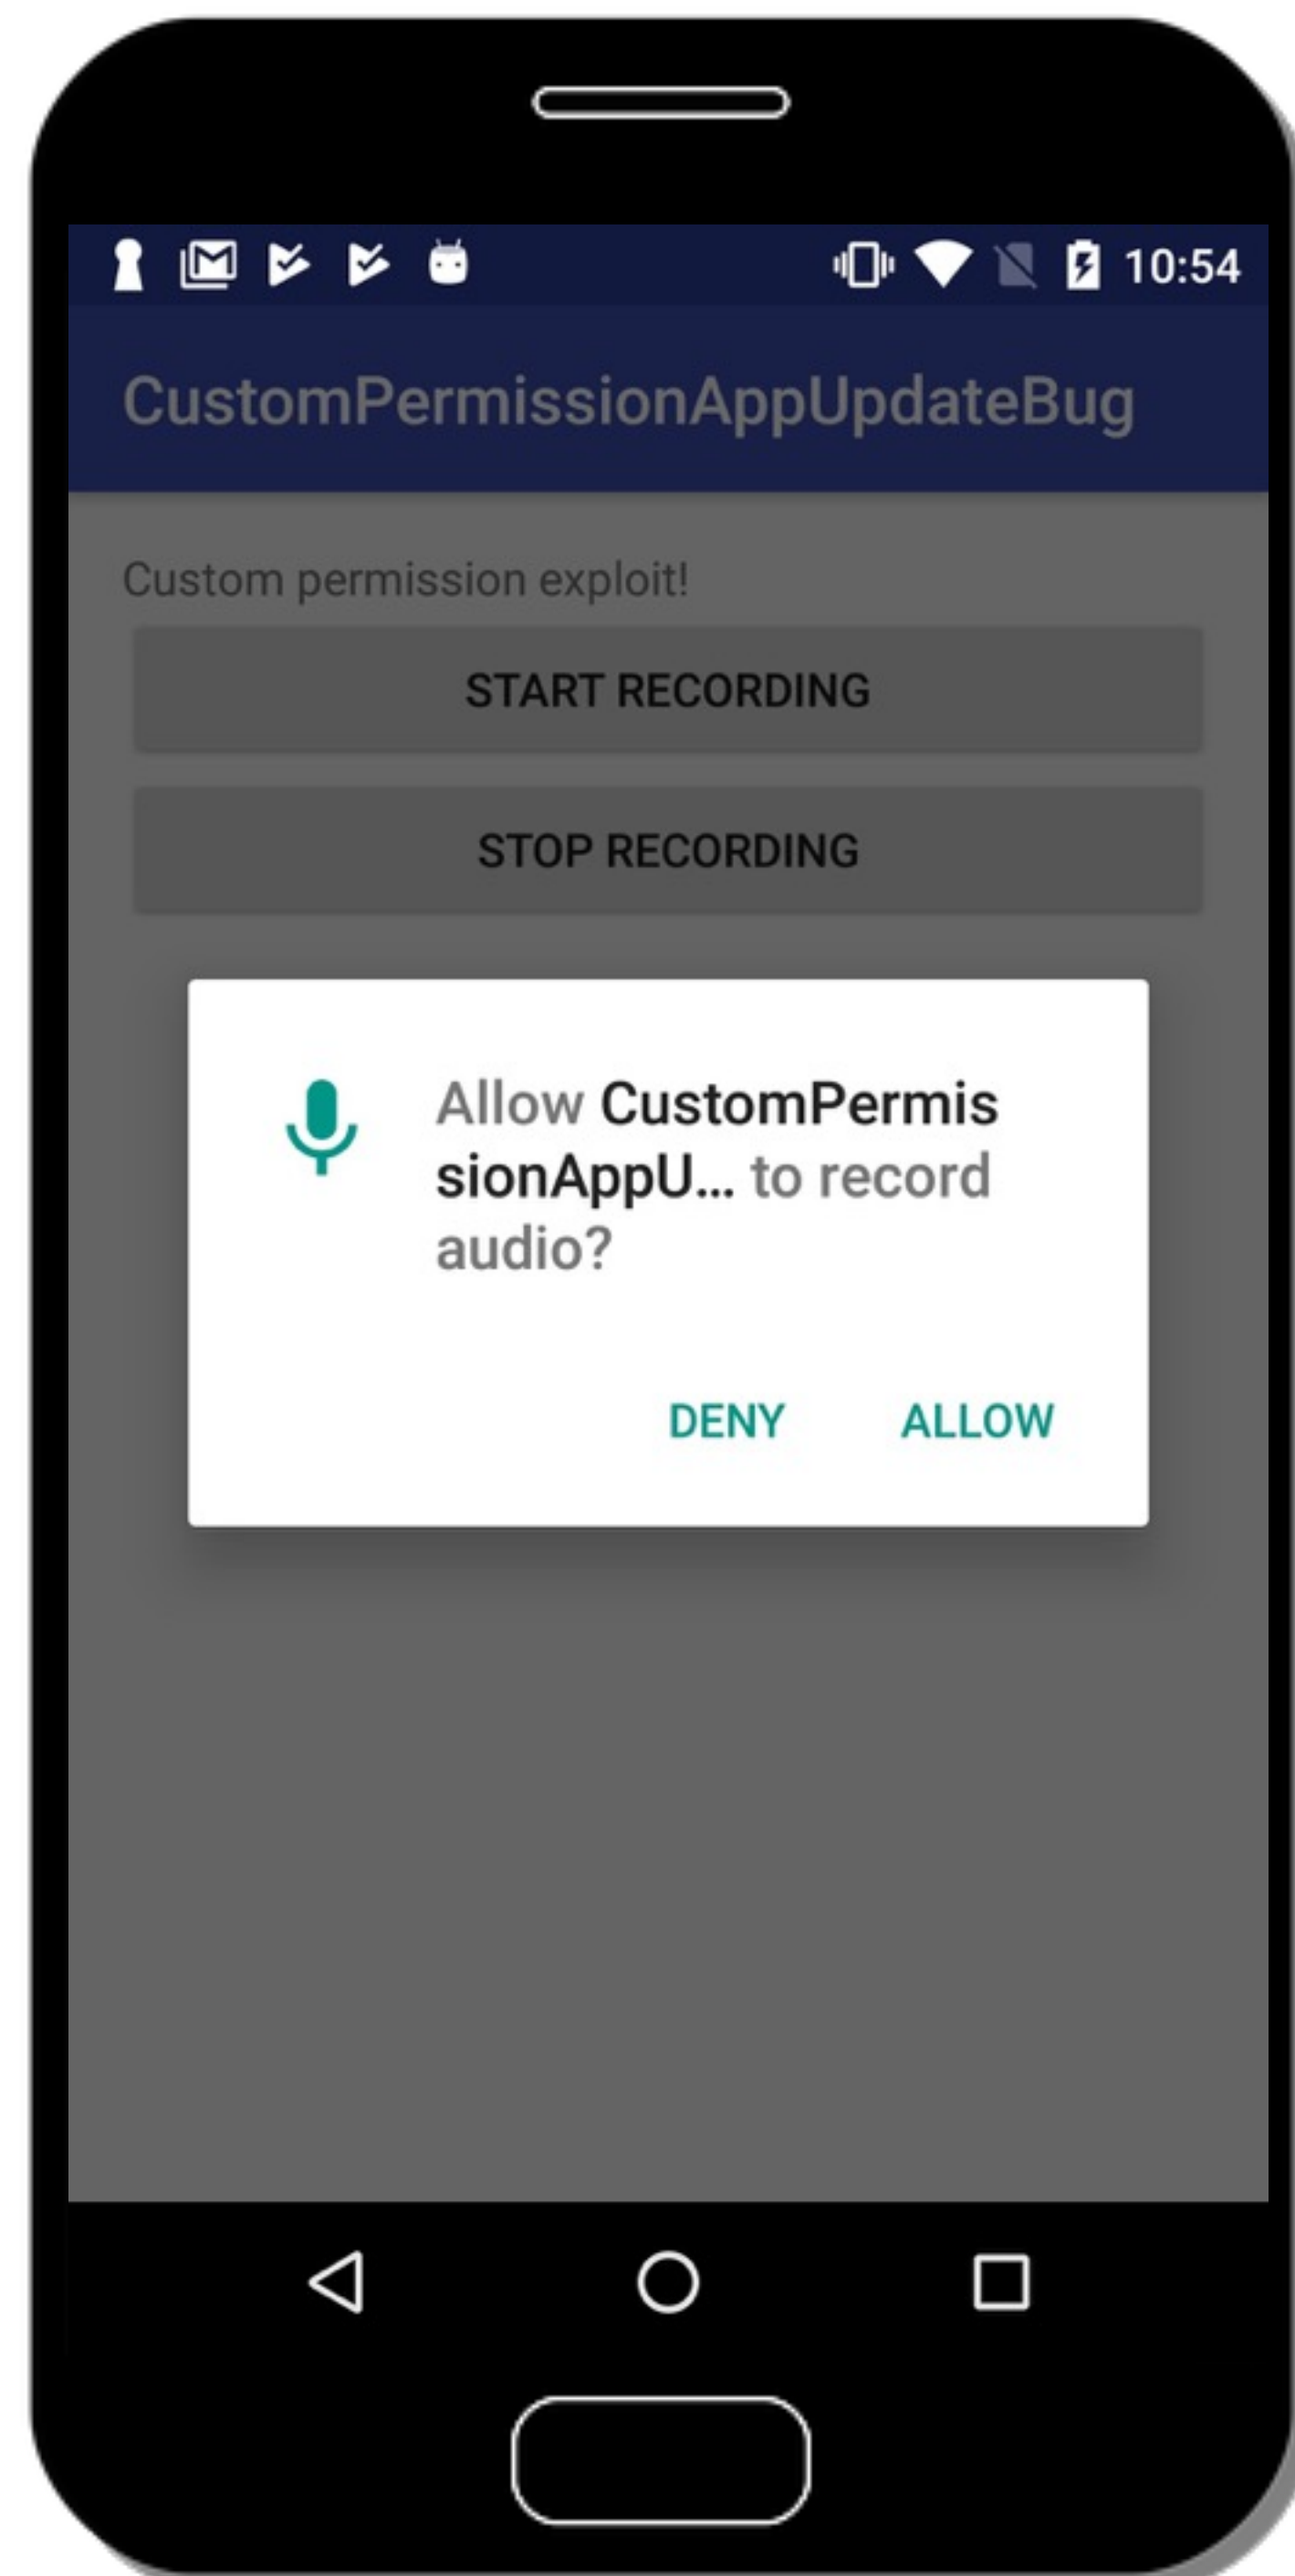 10:54
CustomPermissionAppUpdateBug
Custom permission exploit!
START RECORDING
STOP RECORDING
Allow CustomPermis
sionAppU... to record
audio?
DENY ALLOW